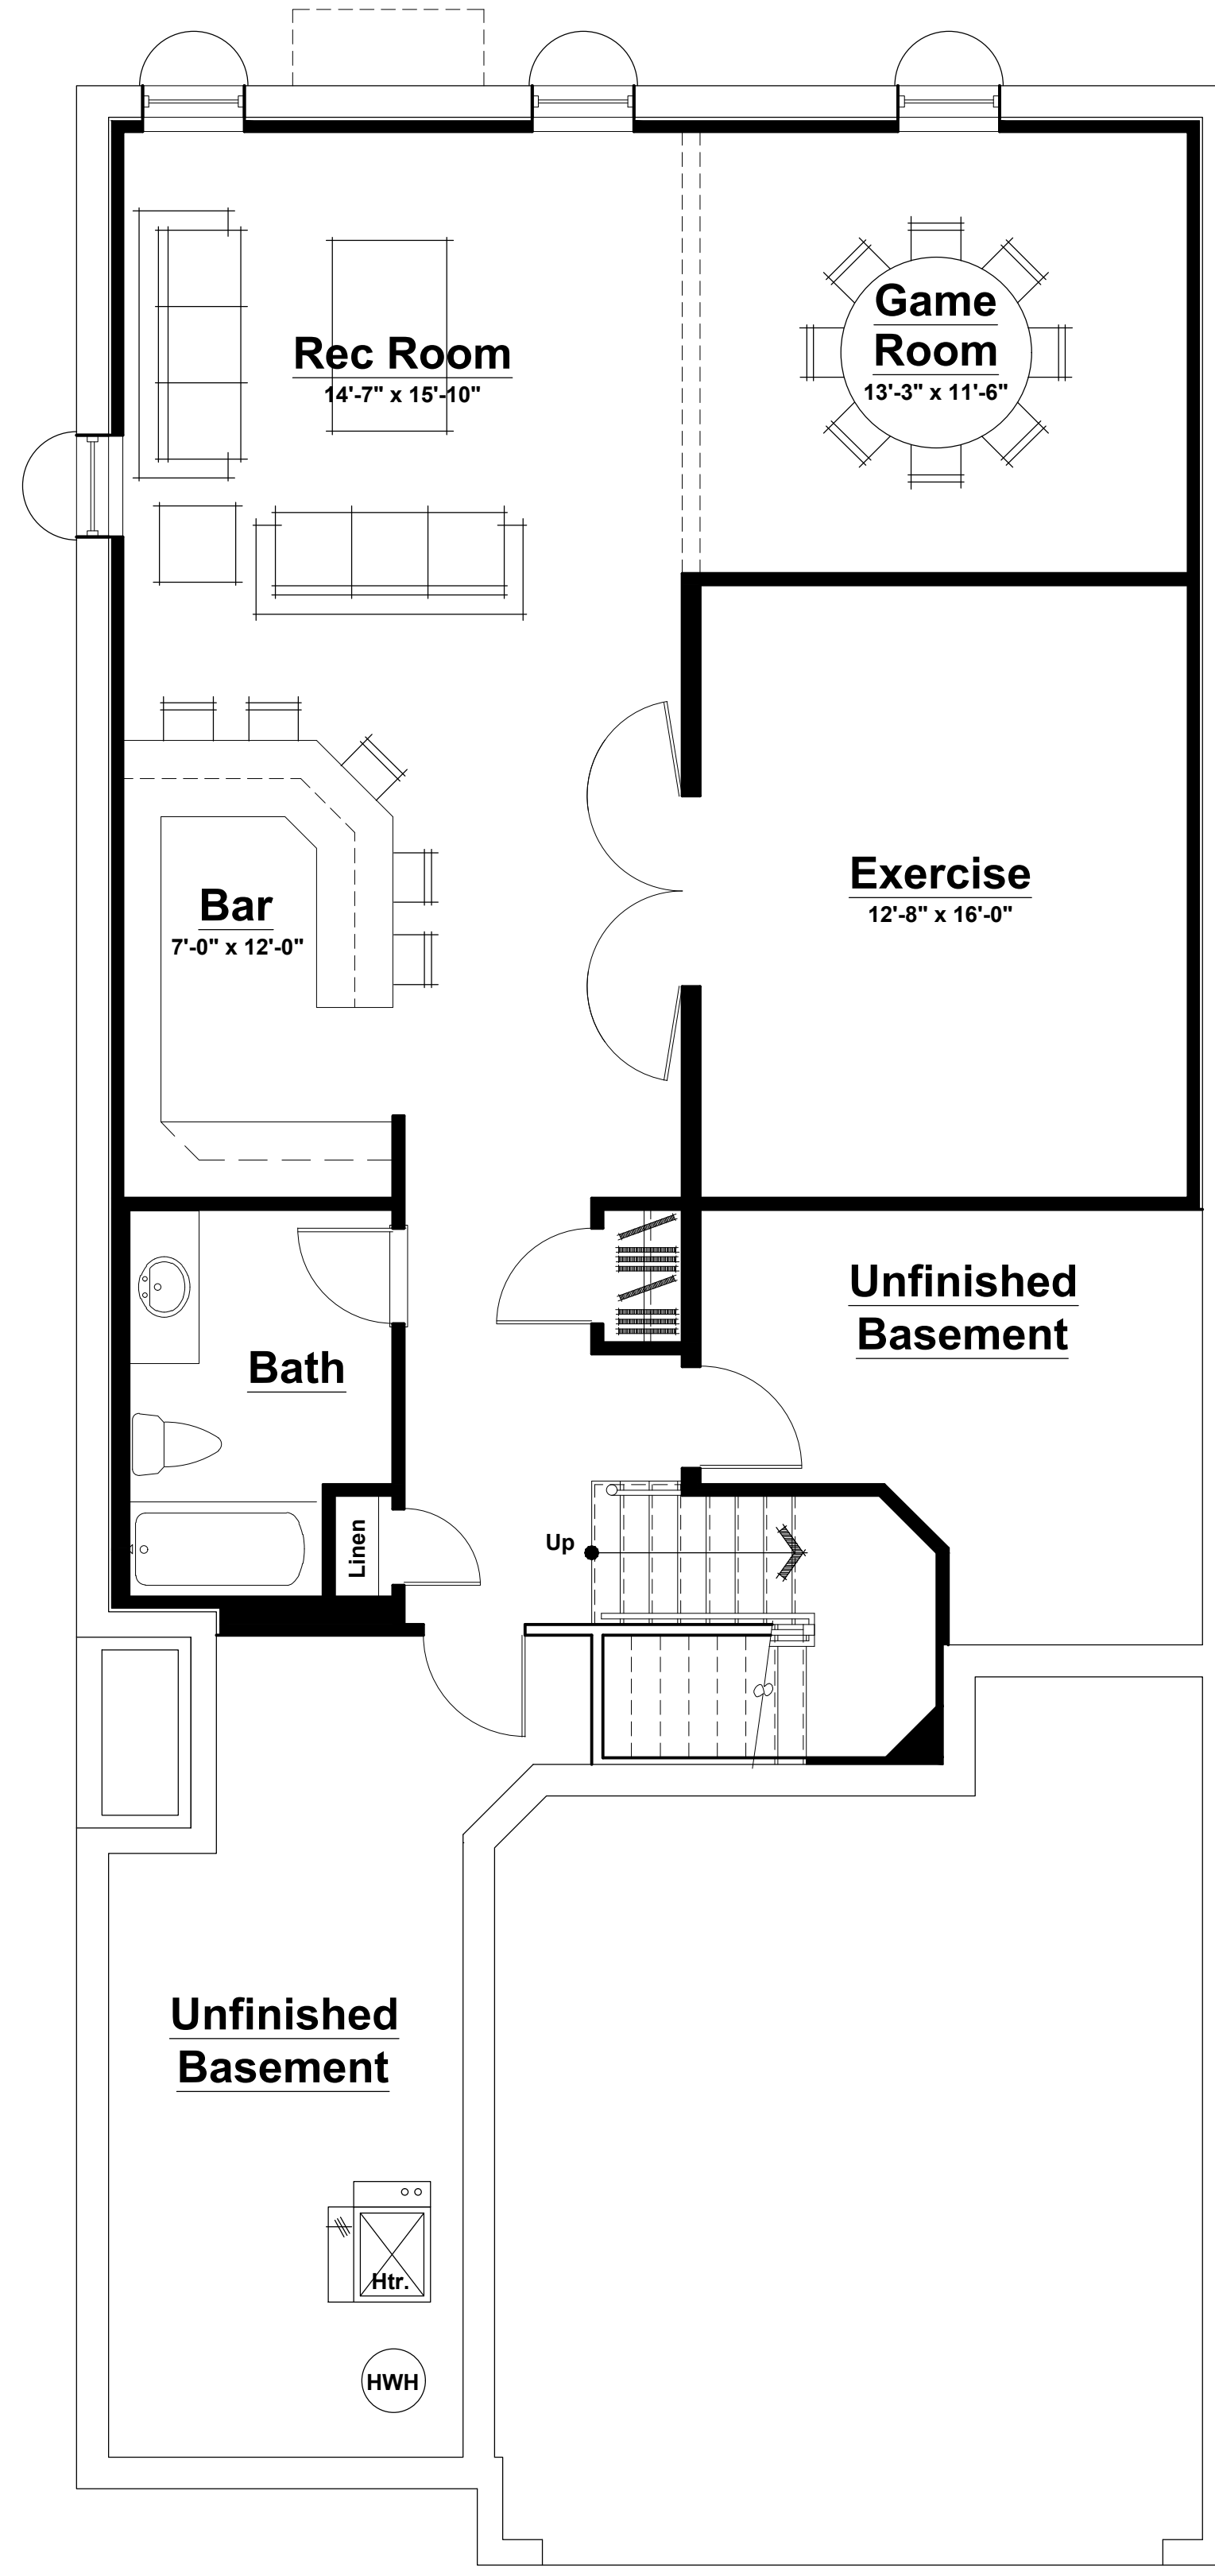 Game
Room
13'-3" x 11'-6"
Rec Room
14'-7" x 15'-10"
Exercise
12'-8" x 16'-0"
Bar
7'-0" x 12'-0"
Unfinished
Basement
Bath
Linen
Up
Unfinished
Basement
Htr.
HWH